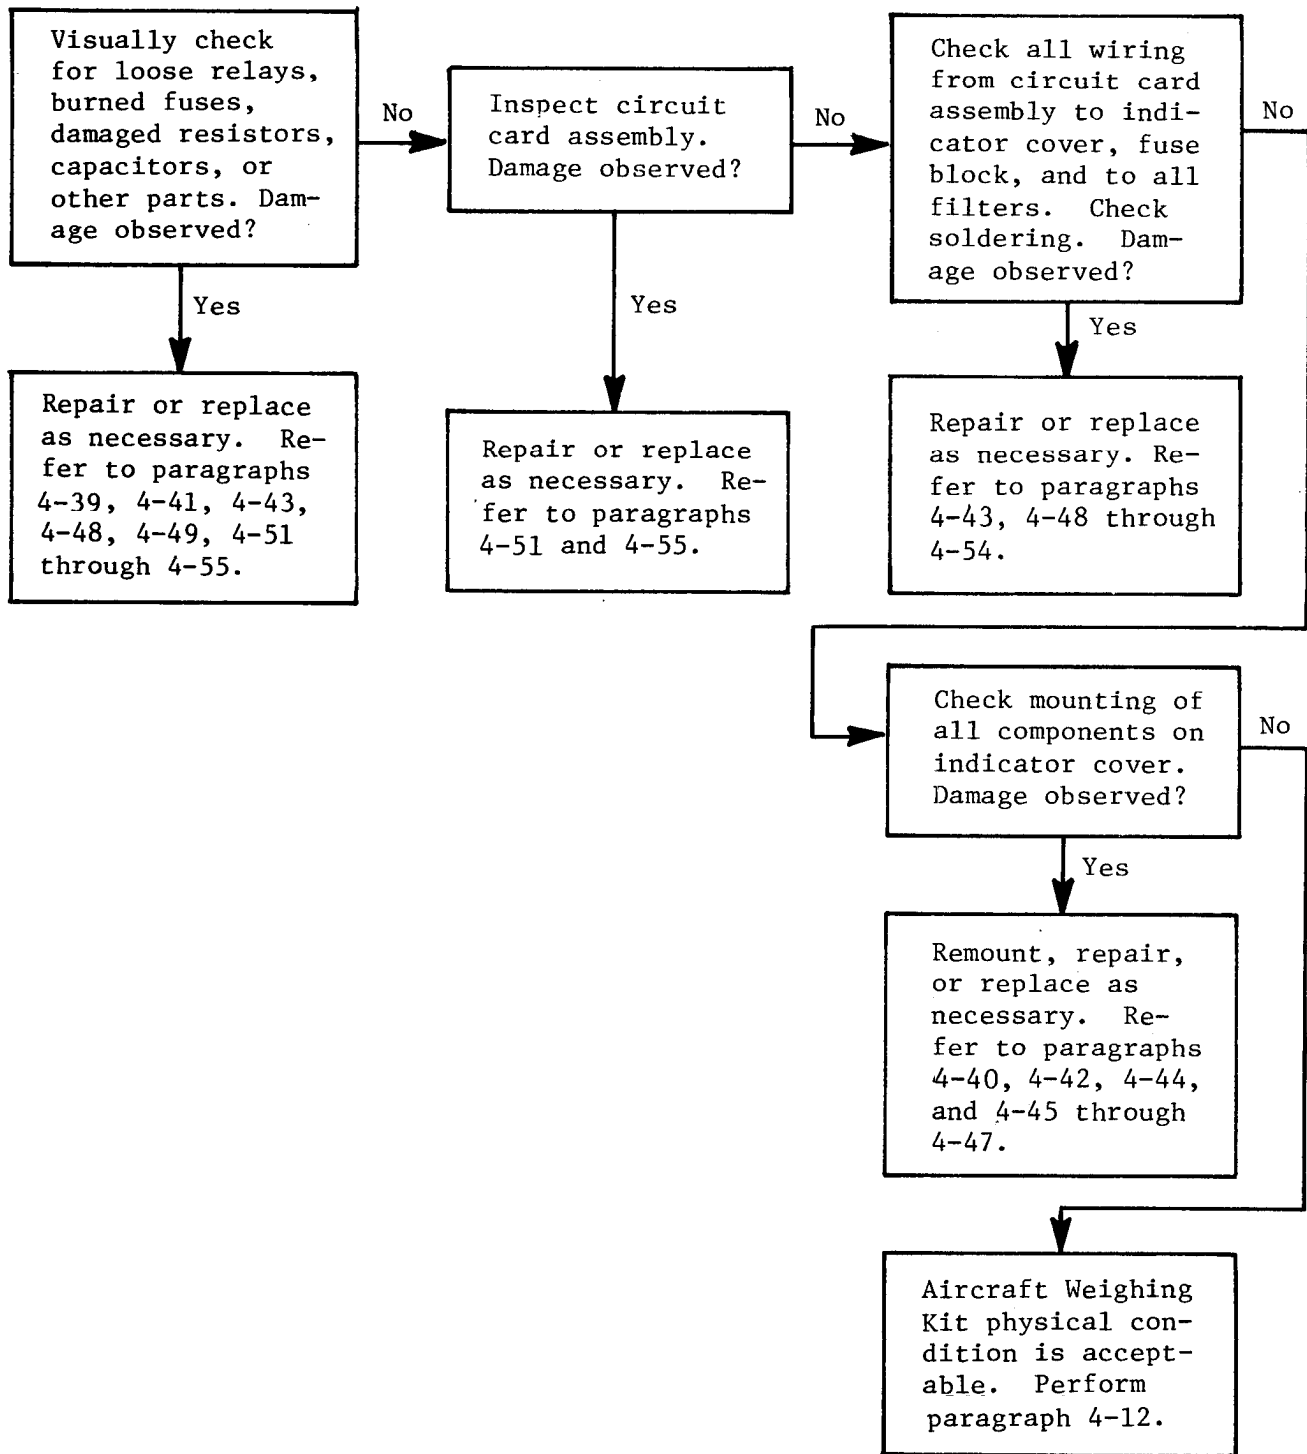 Visually check
for loose relays,
burned fuses,
damaged resistors,
capacitors, or
other parts. Dam-
age observed?
No
Yes
Repair or replace
as necessary. Re-
fer to paragraphs
4-39, 4-41, 4-43,
4-48, 4-49, 4-51
through 4-55.
Inspect circuit
card assembly.
Damage observed?
No
Yes
Repair or replace
as necessary. Re-
fer to paragraphs
4-51 and 4-55.
Check all wiring
from circuit card
assembly to indi-
cator cover, fuse
block, and to all
filters. Check
soldering. Dam-
age observed?
No
Yes
Repair or replace
as necessary. Re-
fer to paragraphs
4-43, 4-48 through
4-54.
Check mounting of
all components on
indicator cover.
Damage observed?
No
Yes
Remount, repair,
or replace as
necessary. Re-
fer to paragraphs
4-40, 4-42, 4-44,
and 4-45 through
4-47.
Aircraft Weighing
Kit physical con-
dition is accept-
able. Perform
paragraph 4-12.